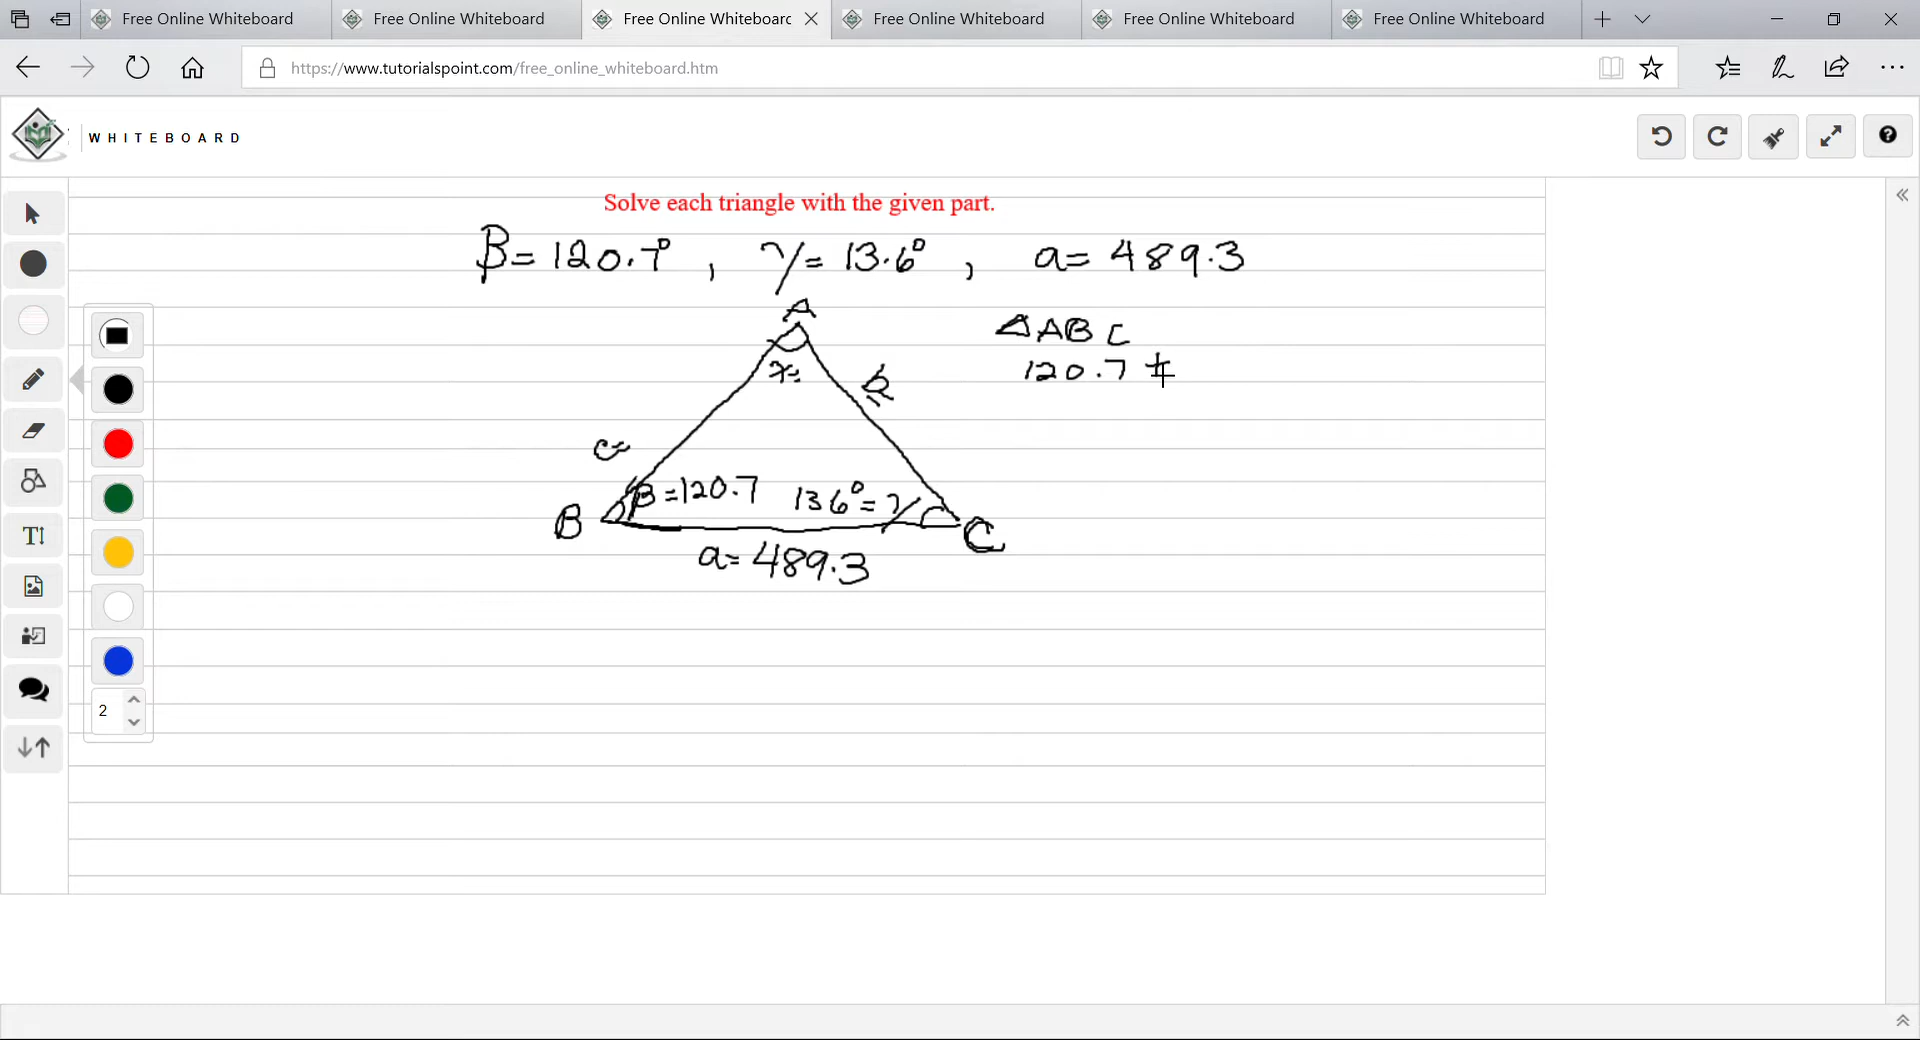 Free Online Whiteboard Free Online Whiteboard Free Online Whiteboard Free Online Whiteboard Free Online Whiteboard Free Online Whiteboard
https://www.tutorialspoint.com/free_online_whiteboard.htm
WHITEBOARD
Solve each triangle with the given part.
β = 120.7° , γ = 13.6° , a = 489.3
A
△ABC
x=
b=
120.7 +
c=
β = 120.7 136° = γ
B C
a = 489.3
2